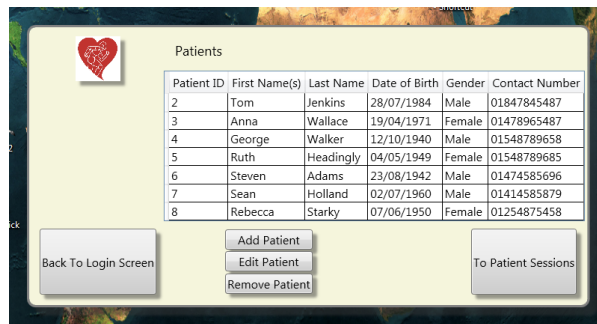 Shortcut
Patients
Patient ID First Name(s) Last Name Date of Birth Gender Contact Number
2 Tom Jenkins 28/07/1984 Male 01847845487
3 Anna Wallace 19/04/1971 Female 01478965487
4 George Walker 12/10/1940 Male 01548789658
5 Ruth Headingly 04/05/1949 Female 01548789685
6 Steven Adams 23/08/1942 Male 01474585696
7 Sean Holland 02/07/1960 Male 01414585879
8 Rebecca Starky 07/06/1950 Female 01254875458
Add Patient
Back To Login Screen Edit Patient To Patient Sessions
Remove Patient